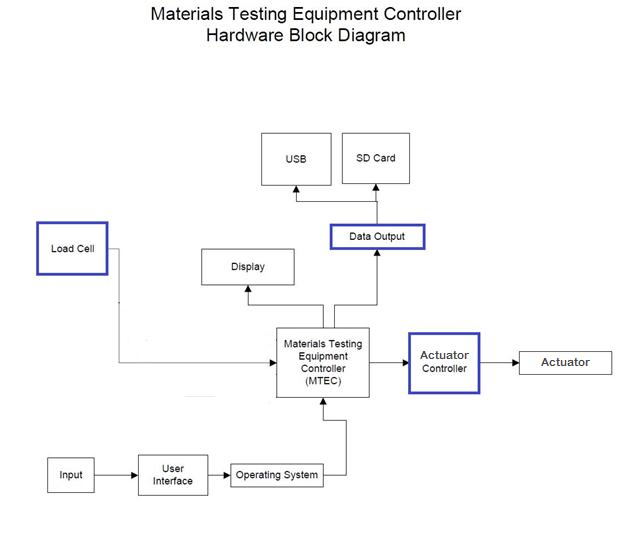 Materials Testing Equipment Controller
Hardware Block Diagram
USB
SD Card
Data Output
Load Cell
Display
Materials Testing
Equipment
Controller
(MTEC)
Actuator
Controller
Actuator
Input
User
Interface
Operating System